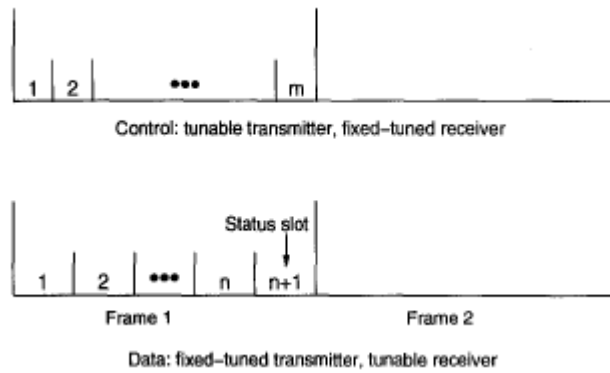 1 2 ••• m
Control: tunable transmitter, fixed-tuned receiver
Status slot
1 2 ••• n n+1
Frame 1 Frame 2
Data: fixed-tuned transmitter, tunable receiver